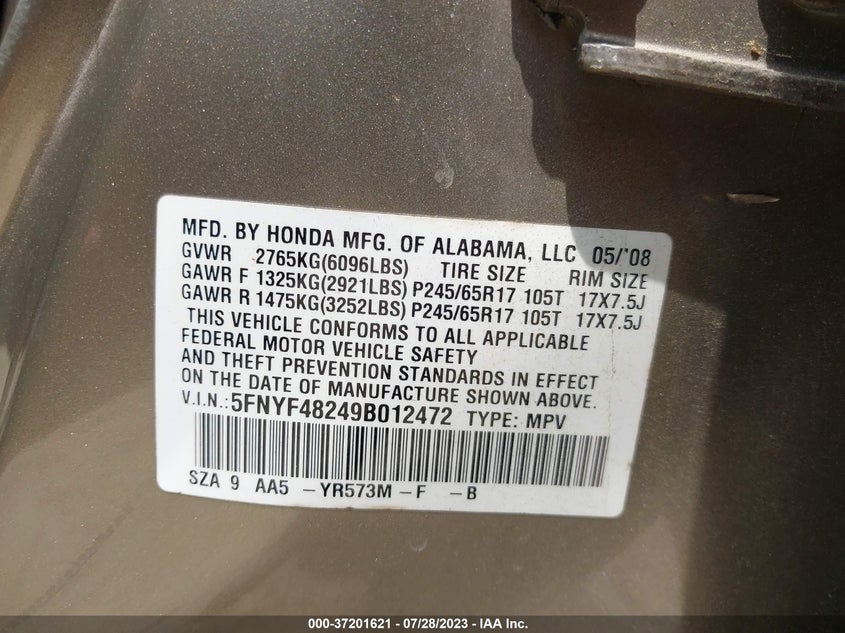 MFD. BY HONDA MFG. OF ALABAMA, LLC 05/'08
GVWR 2765KG(6096LBS) TIRE SIZE RIM SIZE
GAWR F 1325KG(2921LBS) P245/65R17 105T 17X7.5J
GAWR R 1475KG(3252LBS) P245/65R17 105T 17X7.5J
THIS VEHICLE CONFORMS TO ALL APPLICABLE
FEDERAL MOTOR VEHICLE SAFETY
AND THEFT PREVENTION STANDARDS IN EFFECT
ON THE DATE OF MANUFACTURE SHOWN ABOVE.
V.I.N.:5FNYF48249B012472 TYPE: MPV
SZA 9 AA5 -YR573M -F -B
000-37201621 - 07/28/2023 - IAA Inc.